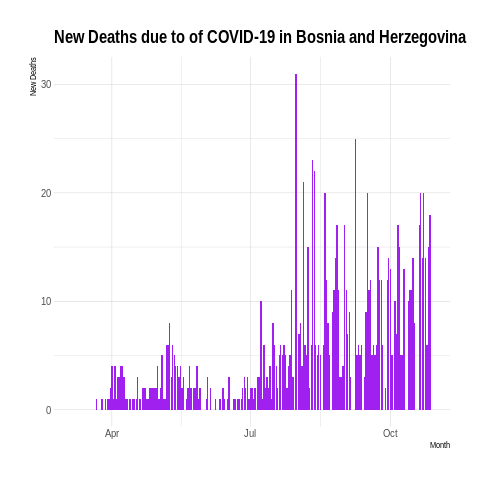 New Deaths due to of COVID-19 in Bosnia and Herzegovina
New Deaths
30
20
10
0
Apr
Jul
Oct
Month